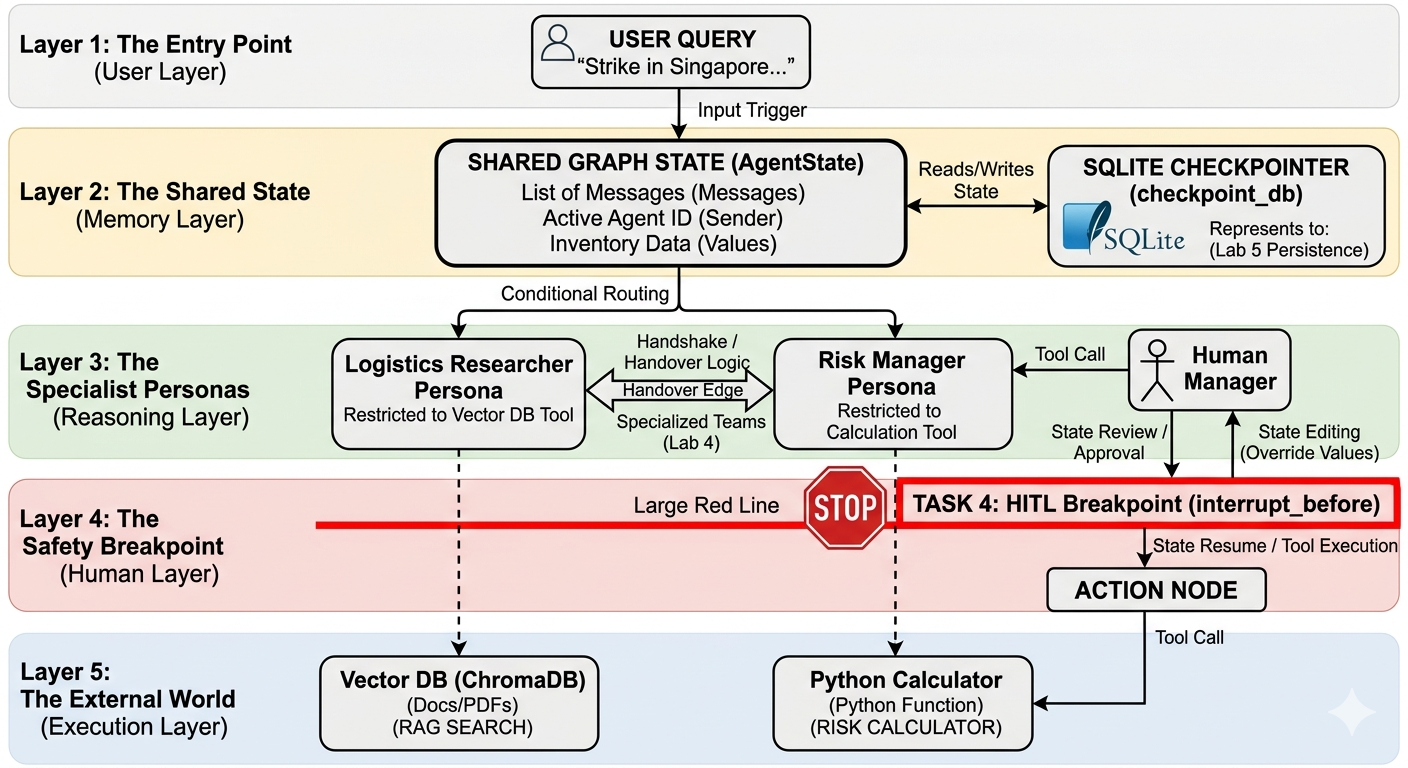 Layer 1: The Entry Point
(User Layer)
USER QUERY
“Strike in Singapore...”
Input Trigger
Layer 2: The Shared State
(Memory Layer)
SHARED GRAPH STATE (AgentState)
List of Messages (Messages)
Active Agent ID (Sender)
Inventory Data (Values)
Reads/Writes
State
SQLITE CHECKPOINTER
(checkpoint_db)
SQLite
Represents to:
(Lab 5 Persistence)
Conditional Routing
Layer 3: The
Specialist Personas
(Reasoning Layer)
Logistics Researcher
Persona
Restricted to Vector DB Tool
Handshake /
Handover Logic
Handover Edge
Specialized Teams
(Lab 4)
Risk Manager
Persona
Restricted to
Calculation Tool
Tool Call
Human
Manager
State Review /
Approval
State Editing
(Override Values)
Layer 4: The
Safety Breakpoint
(Human Layer)
Large Red Line
STOP
TASK 4: HITL Breakpoint (interrupt_before)
State Resume / Tool Execution
ACTION NODE
Tool Call
Layer 5:
The External World
(Execution Layer)
Vector DB (ChromaDB)
(Docs/PDFs)
(RAG SEARCH)
Python Calculator
(Python Function)
(RISK CALCULATOR)